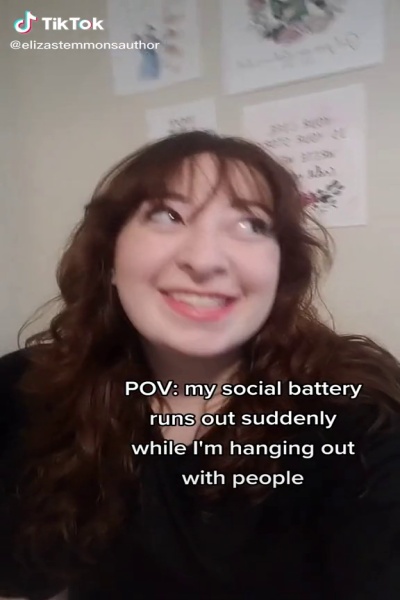 TikTok
@elizastemmonsauthor
POV: my social battery
runs out suddenly
while I'm hanging out
with people